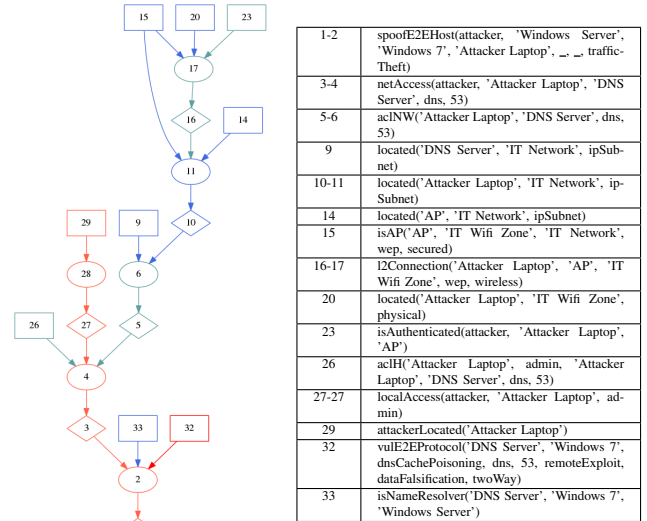 15
20
23
17
16
14
11
29
9
10
28
6
26
27
5
4
3
33
32
2
1-2
spoofE2EHost(attacker, 'Windows Server',
'Windows 7', 'Attacker Laptop', _, _, traffic-
Theft)
3-4
netAccess(attacker, 'Attacker Laptop', 'DNS
Server', dns, 53)
5-6
aclNW('Attacker Laptop', 'DNS Server', dns,
53)
9
located('DNS Server', 'IT Network', ipSub-
net)
10-11
located('Attacker Laptop', 'IT Network', ip-
Subnet)
14
located('AP', 'IT Network', ipSubnet)
15
isAP('AP', 'IT Wifi Zone', 'IT Network',
wep, secured)
16-17
l2Connection('Attacker Laptop', 'AP', 'IT
Wifi Zone', wep, wireless)
20
located('Attacker Laptop', 'IT Wifi Zone',
physical)
23
isAuthenticated(attacker, 'Attacker Laptop',
'AP')
26
aclH('Attacker Laptop', admin, 'Attacker
Laptop', 'DNS Server', dns, 53)
27-27
localAccess(attacker, 'Attacker Laptop', ad-
min)
29
attackerLocated('Attacker Laptop')
32
vulE2EProtocol('DNS Server', 'Windows 7',
dnsCachePoisoning, dns, 53, remoteExploit,
dataFalsification, twoWay)
33
isNameResolver('DNS Server', 'Windows 7',
'Windows Server')